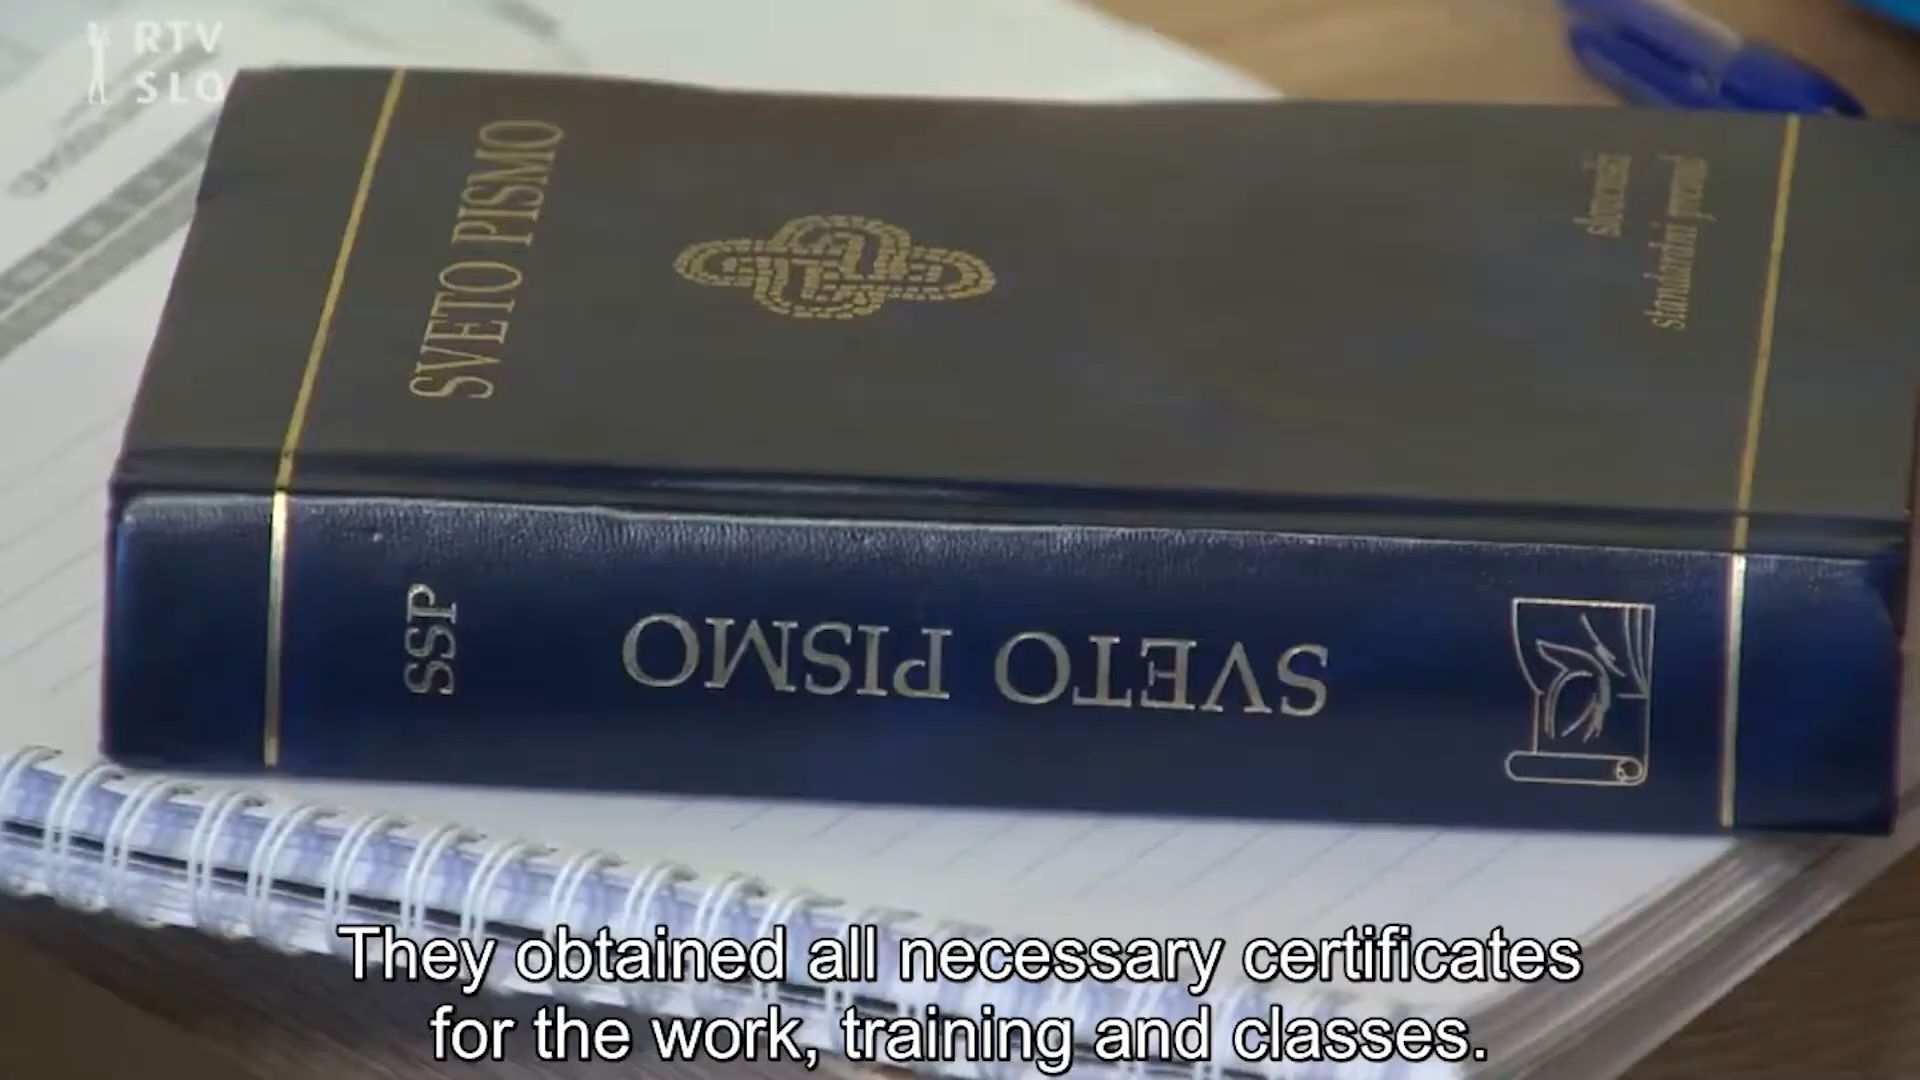 RTV
SLO
SVETO PISMO
slovenski
standardni prevod
SSP
SVETO PISMO
They obtained all necessary certificates
for the work, training and classes.